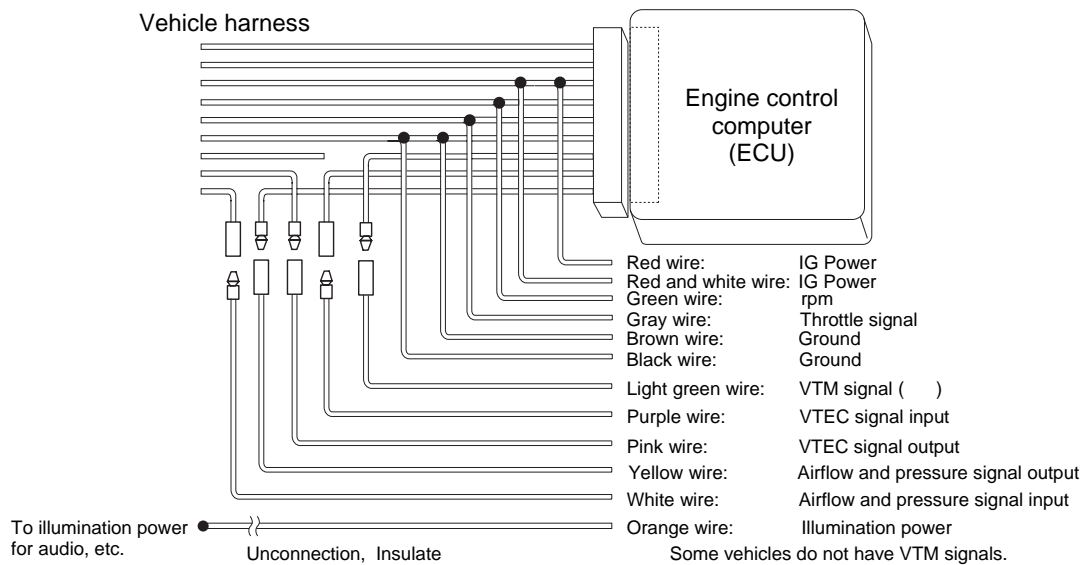 Vehicle harness
Engine control
computer
(ECU)
Red wire: IG Power
Red and white wire: IG Power
Green wire: rpm
Gray wire: Throttle signal
Brown wire: Ground
Black wire: Ground
Light green wire: VTM signal ( )
Purple wire: VTEC signal input
Pink wire: VTEC signal output
Yellow wire: Airflow and pressure signal output
White wire: Airflow and pressure signal input
To illumination power
for audio, etc.
Orange wire: Illumination power
Unconnection, Insulate
Some vehicles do not have VTM signals.